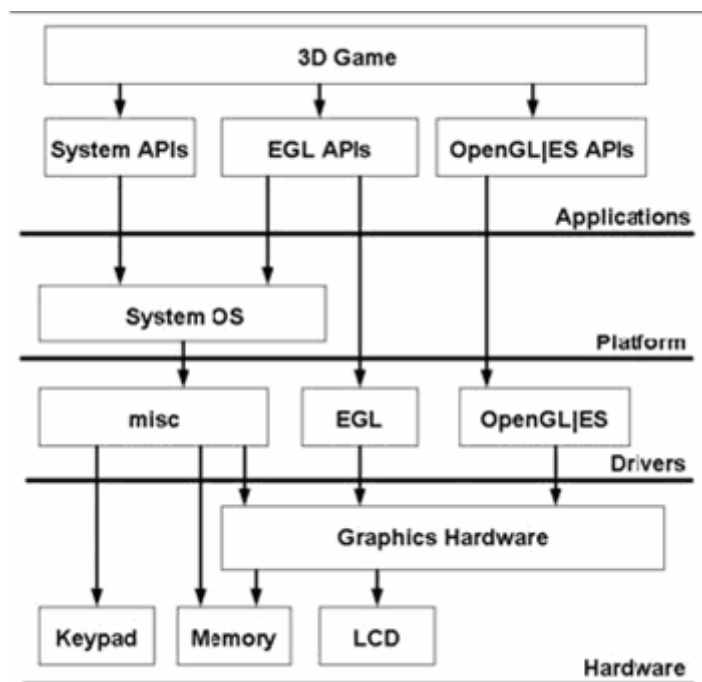 3D Game
System APIs
EGL APIs
OpenGL|ES APIs
Applications
System OS
Platform
misc
EGL
OpenGL|ES
Drivers
Graphics Hardware
Keypad
Memory
LCD
Hardware